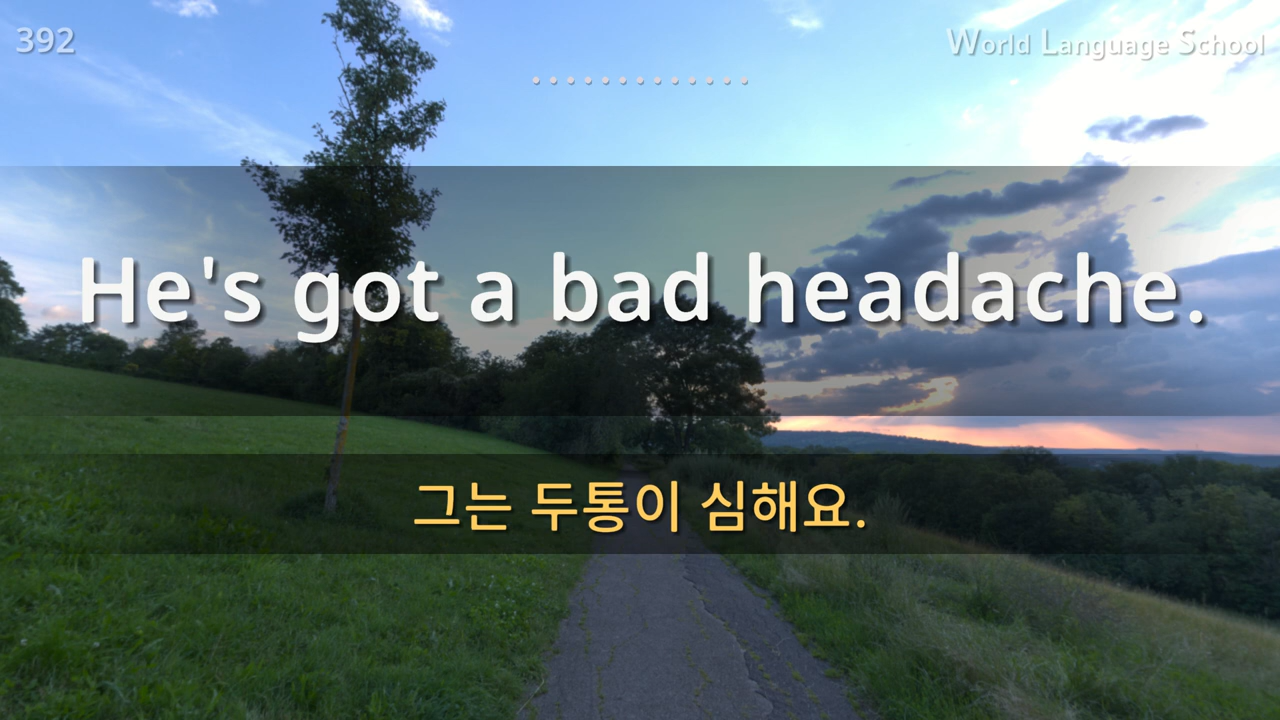 392
World Language School
He's got a bad headache.
그는 두통이 심해요.